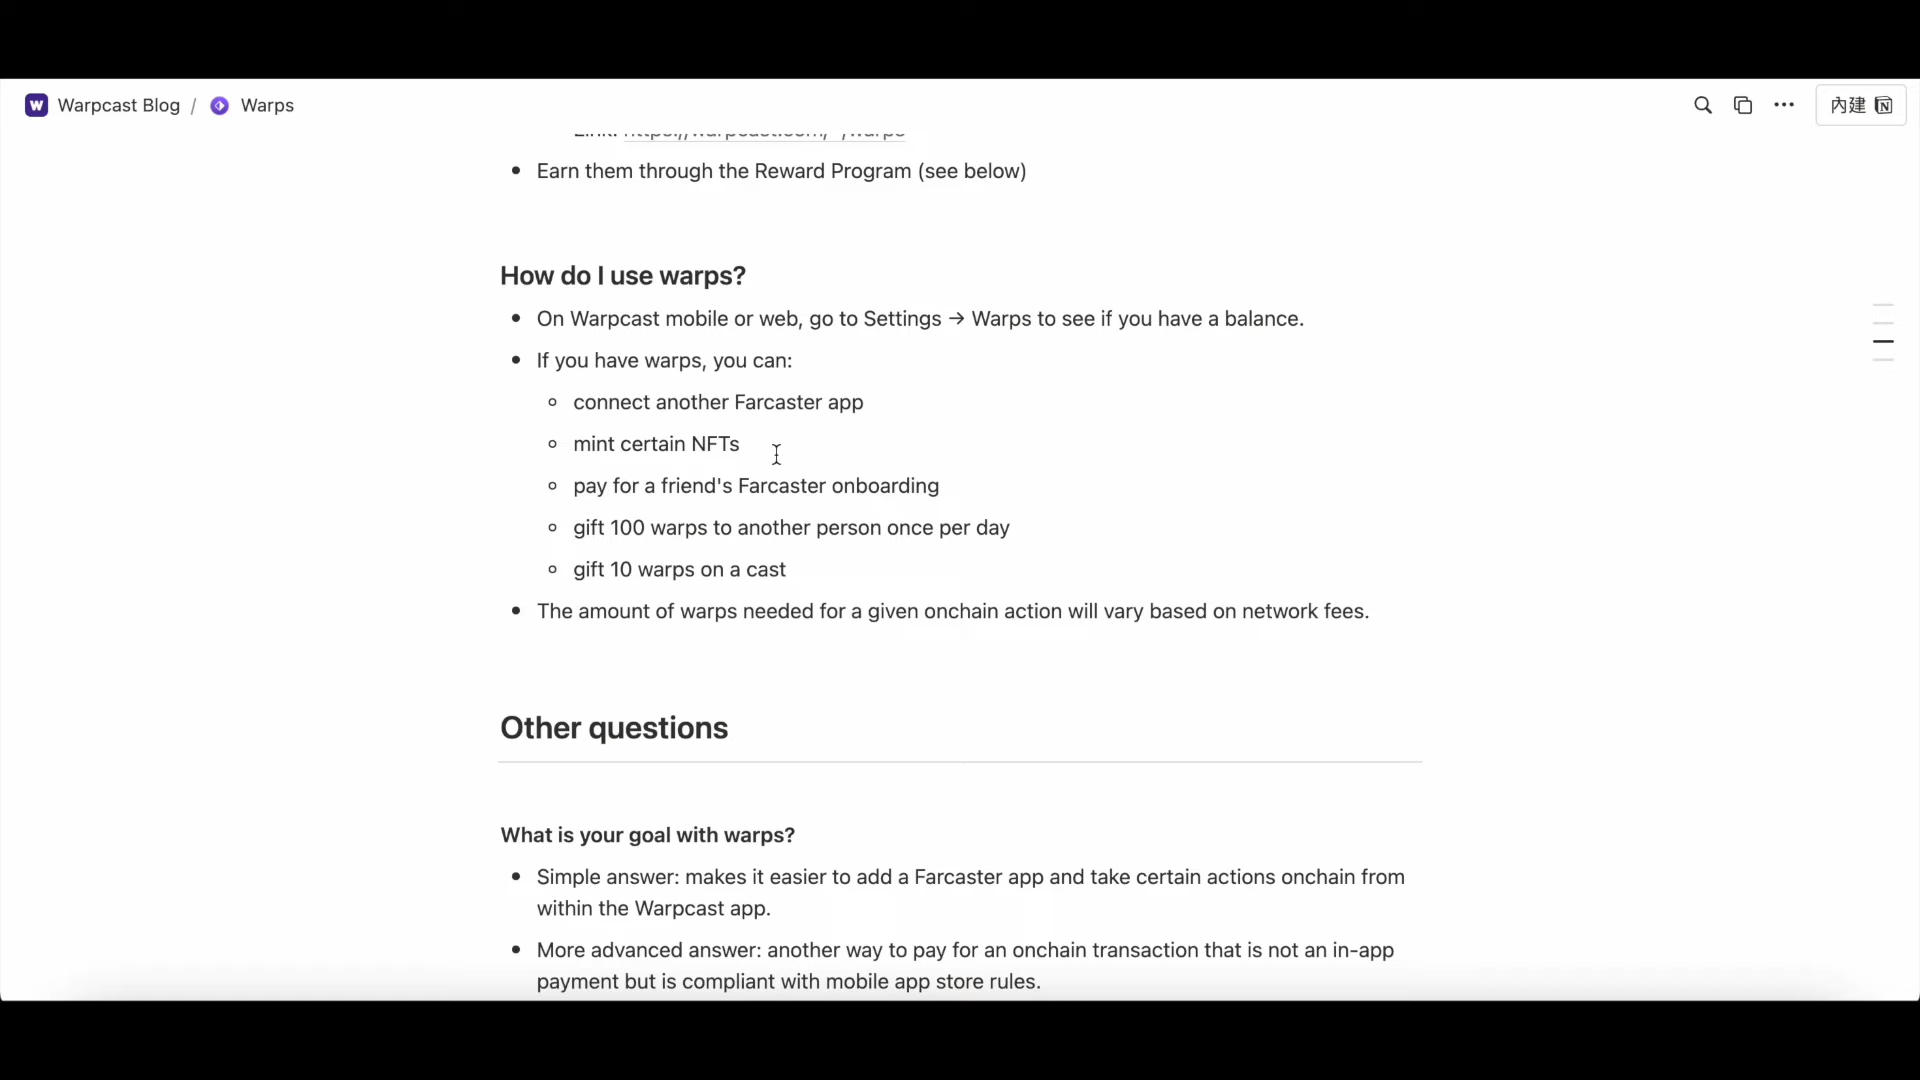 Warpcast Blog / Warps
內建
Earn them through the Reward Program (see below)
How do I use warps?
On Warpcast mobile or web, go to Settings → Warps to see if you have a balance.
If you have warps, you can:
connect another Farcaster app
mint certain NFTs
pay for a friend's Farcaster onboarding
gift 100 warps to another person once per day
gift 10 warps on a cast
The amount of warps needed for a given onchain action will vary based on network fees.
Other questions
What is your goal with warps?
Simple answer: makes it easier to add a Farcaster app and take certain actions onchain from
within the Warpcast app.
More advanced answer: another way to pay for an onchain transaction that is not an in-app
payment but is compliant with mobile app store rules.